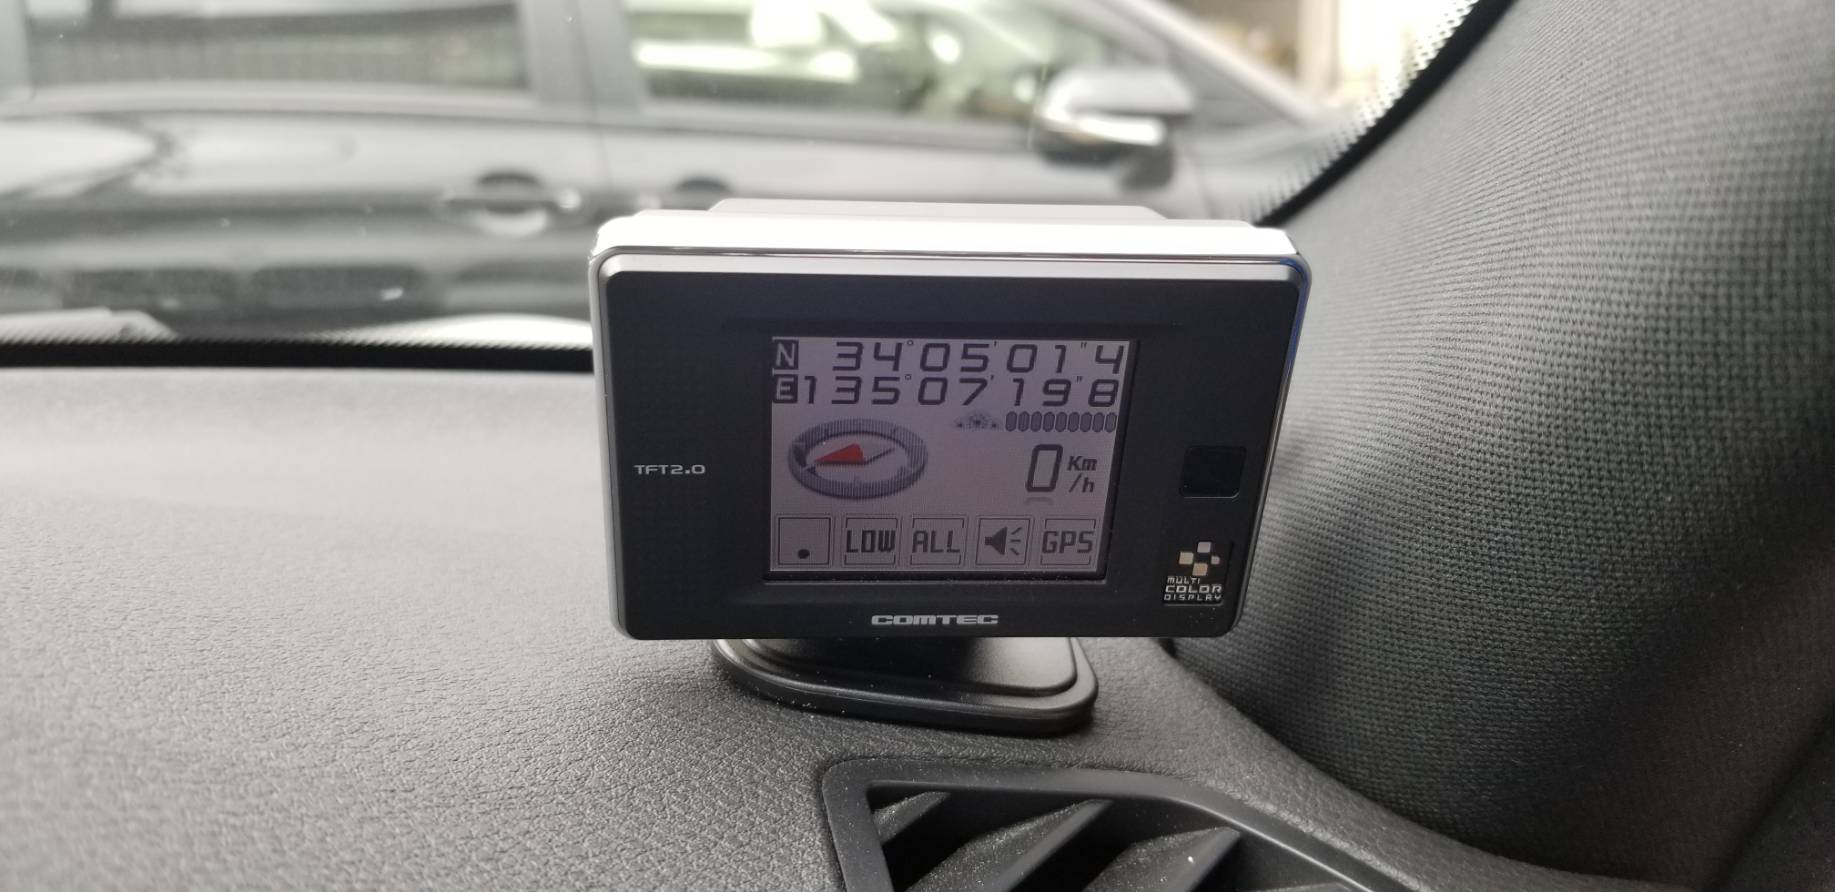 N 34°05'01"4
E135°07'19"8
0 Km/h
TFT2.0
. LOW ALL GPS
MULTI
COLOR
DISPLAY
COMTEC